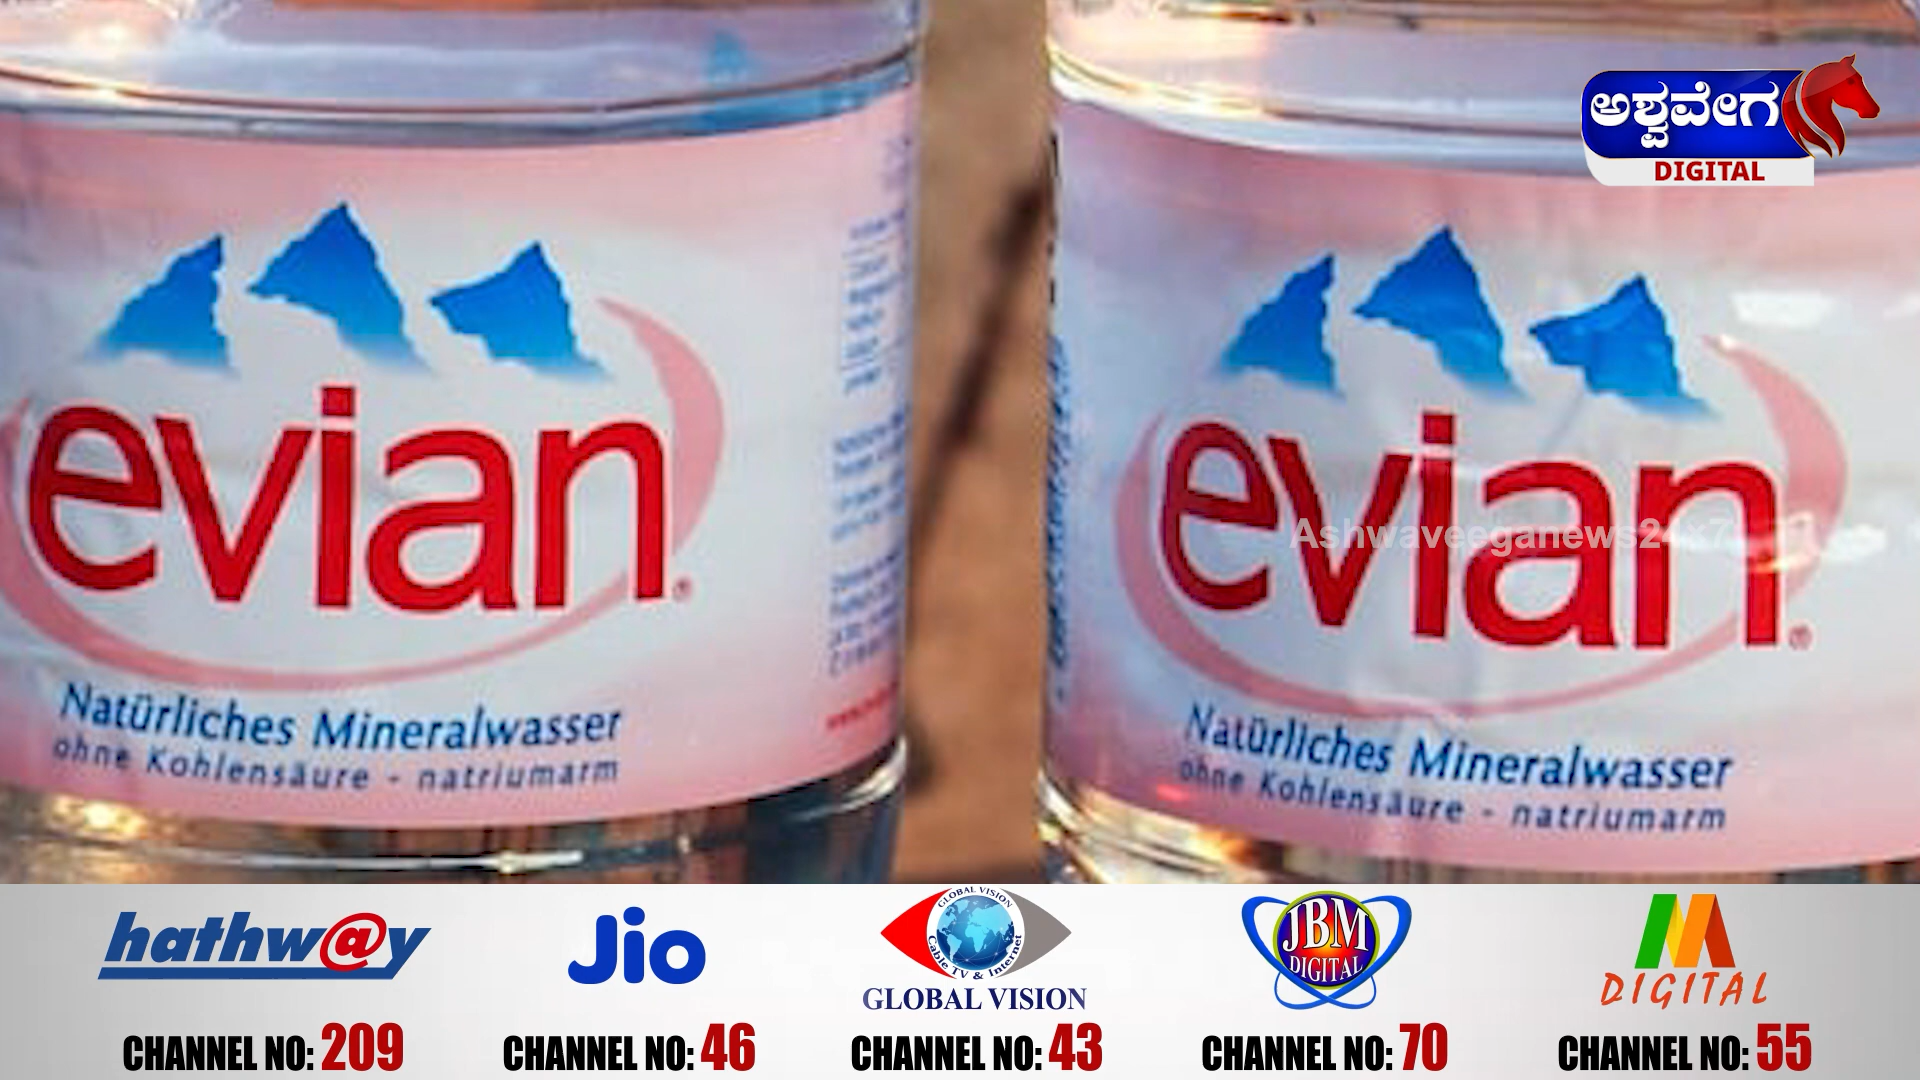 ಅಶ್ವವೇಗ
DIGITAL
evian
Natürliches Mineralwasser
ohne Kohlensäure - natriumarm
evian
Ashwaveeganews24x7
Natürliches Mineralwasser
ohne Kohlensäure - natriumarm
hathw@y
CHANNEL NO: 209
Jio
CHANNEL NO: 46
GLOBAL VISION
Cable TV & Internet
GLOBAL VISION
CHANNEL NO: 43
JBM
DIGITAL
CHANNEL NO: 70
M
DIGITAL
CHANNEL NO: 55